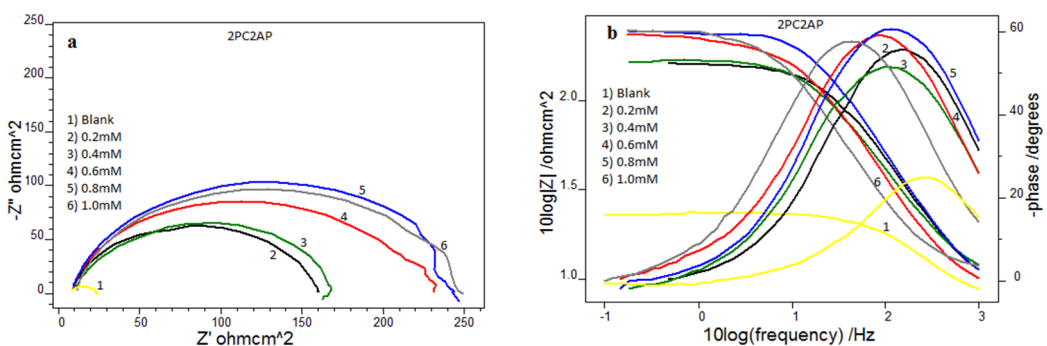 a
2PC2AP
1) Blank
2) 0.2mM
3) 0.4mM
4) 0.6mM
5) 0.8mM
6) 1.0mM
-Z" ohmcm^2
-250
-200
-150
-100
-50
0
1
2
3
4
5
6
0
50
100
150
200
250
Z' ohmcm^2
b
2PC2AP
1) Blank
2) 0.2mM
3) 0.4mM
4) 0.6mM
5) 0.8mM
6) 1.0mM
10log|Z| /ohmcm^2
2.0
1.5
1.0
2
3
5
4
6
1
60
40
20
0
-phase /degrees
-1
0
1
2
3
10log(frequency) /Hz